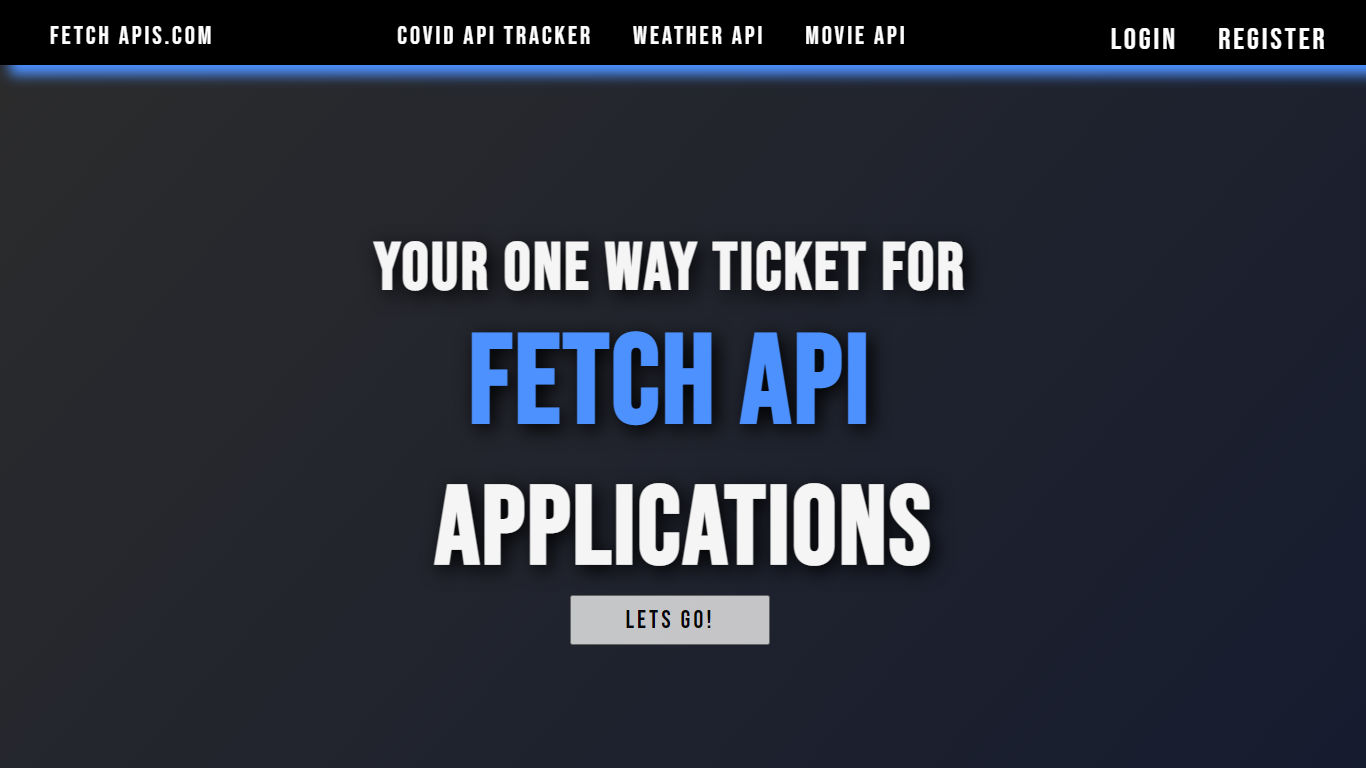 FETCH APIS.COM COVID API TRACKER WEATHER API MOVIE API LOGIN REGISTER
YOUR ONE WAY TICKET FOR
FETCH API
APPLICATIONS
LETS GO!